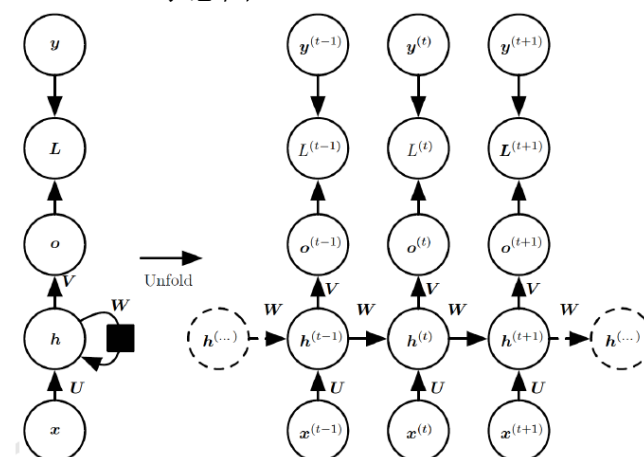 y y^(t−1) y^(t) y^(t+1)
L L^(t−1) L^(t) L^(t+1)
o o^(t−1) o^(t) o^(t+1)
Unfold
V V V V
W W W W W
h h^(...) h^(t−1) h^(t) h^(t+1) h^(...)
U U U U
x x^(t−1) x^(t) x^(t+1)